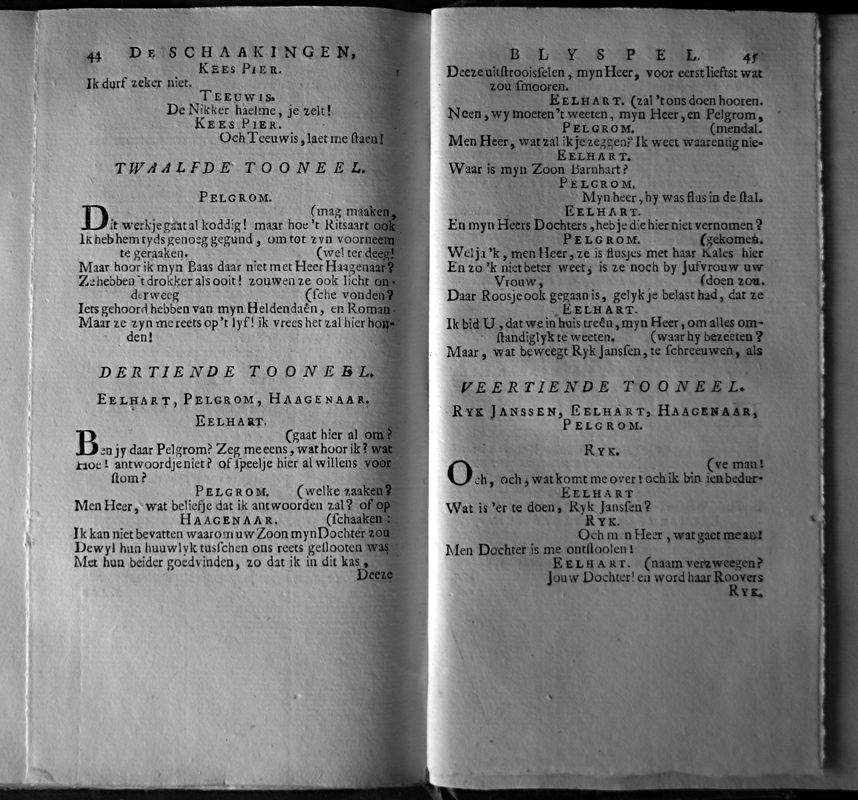 44 DE SCHAAKINGEN,
KEES PIER.
Ik durf zeker niet.
TEEUWIS.
De Nikker haelme, je zelt!
KEES PIER.
Och Teeuwis, laet me ſtaen!
TWAALFDE TOONEEL.
PELGROM.
(mag maaken,
Dit werkje gaat al koddig! maar hoe 't Ritsaart ook
Ik heb hem tyds genoeg gegund, om tot zyn voorneem
te geraaken. (wel ter deeg!
Maar hoor ik myn Baas daar niet met Heer Haagenaar?
Ze hebben 't drokker als ooit! zouwen ze ook licht on-
derweeg (ſche vonden?
Iets gehoord hebben van myn Heldendaên, en Roman-
Maar ze zyn me reets op 't lyf! ik vrees het zal hier hon-
den!
DERTIENDE TOONEEL.
EELHART, PELGROM, HAAGENAAR.
EELHART.
(gaat hier al om?
Ben jy daar Pelgrom? Zeg me eens, wat hoor ik? wat
Hoe! antwoordje niet? of ſpeelje hier al willens voor
ſtom?
PELGROM. (welke zaaken?
Men Heer, wat beliefje dat ik antwoorden zal? of op
HAAGENAAR. (ſchaaken:
Ik kan niet bevatten waarom uw Zoon myn Dochter zou
Dewyl hun huuwlyk tusſchen ons reets geſlooten was
Met hun beider goedvinden, zo dat ik in dit kas,
Deeze
BLYSPEL. 45
Deeze uitſtrooisſelen, myn Heer, voor eerst lieftst wat
zou ſmooren.
EELHART. (zal 't ons doen hooren.
Neen, wy moeten 't weeten, myn Heer, en Pelgrom,
PELGROM. (mendal.
Men Heer, wat zal ik je zeggen? Ik weet waarentig nie-
EELHART.
Waar is myn Zoon Barnhart?
PELGROM.
Myn heer, hy was flus in de ſtal.
EELHART.
En myn Heers Dochters, heb je die hier niet vernomen?
PELGROM. (gekomen.
Wel ja 'k, men Heer, ze is flusjes met haar Kales hier
En zo 'k niet beter weet, is ze noch by Jufvrouw uw
Vrouw, (doen zou.
Daar Roosje ook gegaan is, gelyk je belast had, dat ze
EELHART.
Ik bid U, dat we in huis treên, myn Heer, om alles om-
ſtandiglyk te weeten. (waar hy bezeeten?
Maar, wat beweegt Ryk Jansſen, te ſchreeuwen, als
VEERTIENDE TOONEEL.
RYK JANSSEN, EELHART, HAAGENAAR,
PELGROM.
RYK.
(ve man!
Och, och, wat komt me over! och ik bin ien bedur-
EELHART
Wat is 'er te doen, Ryk Jansſen?
RYK.
Och m n Heer, wat gaet me an!
Men Dochter is me ontſtoolen!
EELHART. (naam verzweegen?
Jouw Dochter! en word haar Roovers
RYK.